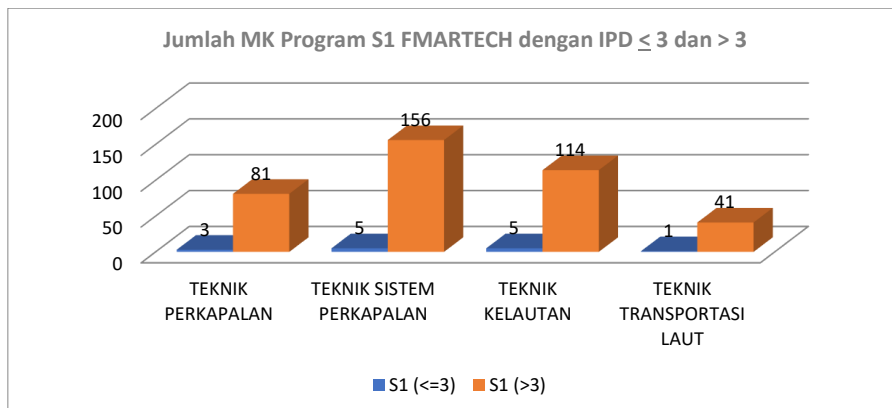 Jumlah MK Program S1 FMARTECH dengan IPD < 3 dan > 3
200
150
100
50
0
3
81
5
156
5
114
1
41
TEKNIK
PERKAPALAN
TEKNIK SISTEM
PERKAPALAN
TEKNIK
KELAUTAN
TEKNIK
TRANSPORTASI
LAUT
S1 (<=3)
S1 (>3)